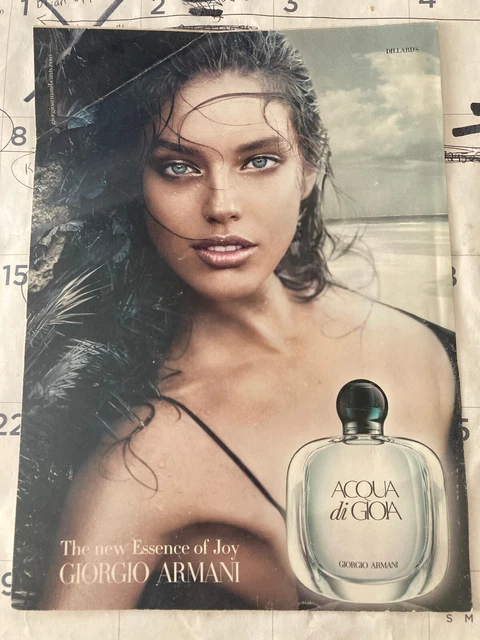 1
2
3
4
DILLARD'S
8
15
22
ACQUA
di GIOIA
The new Essence of Joy
GIORGIO ARMANI
GIORGIO ARMANI
S M